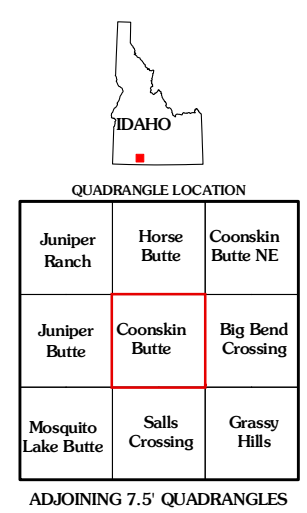 IDAHO
QUADRANGLE LOCATION
Juniper
Ranch
Horse
Butte
Coonskin
Butte NE
Juniper
Butte
Coonskin
Butte
Big Bend
Crossing
Mosquito
Lake Butte
Salls
Crossing
Grassy
Hills
ADJOINING 7.5' QUADRANGLES